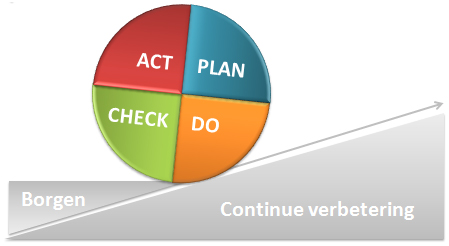 ACT
PLAN
CHECK
DO
Borgen
Continue verbetering